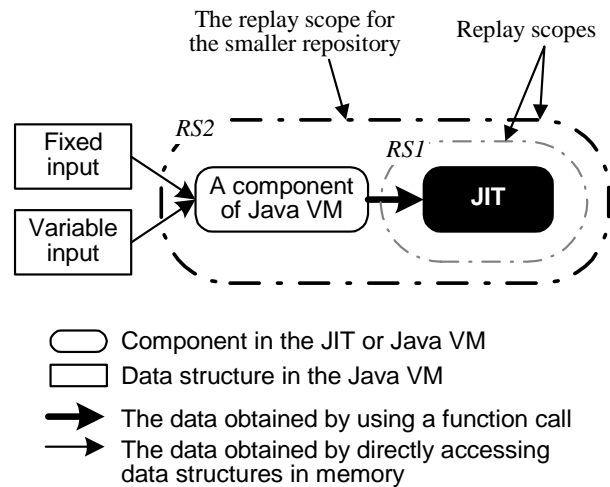 The replay scope for
the smaller repository
Replay scopes
RS2
RS1
Fixed
input
A component
of Java VM
JIT
Variable
input
Component in the JIT or Java VM
Data structure in the Java VM
The data obtained by using a function call
The data obtained by directly accessing
data structures in memory